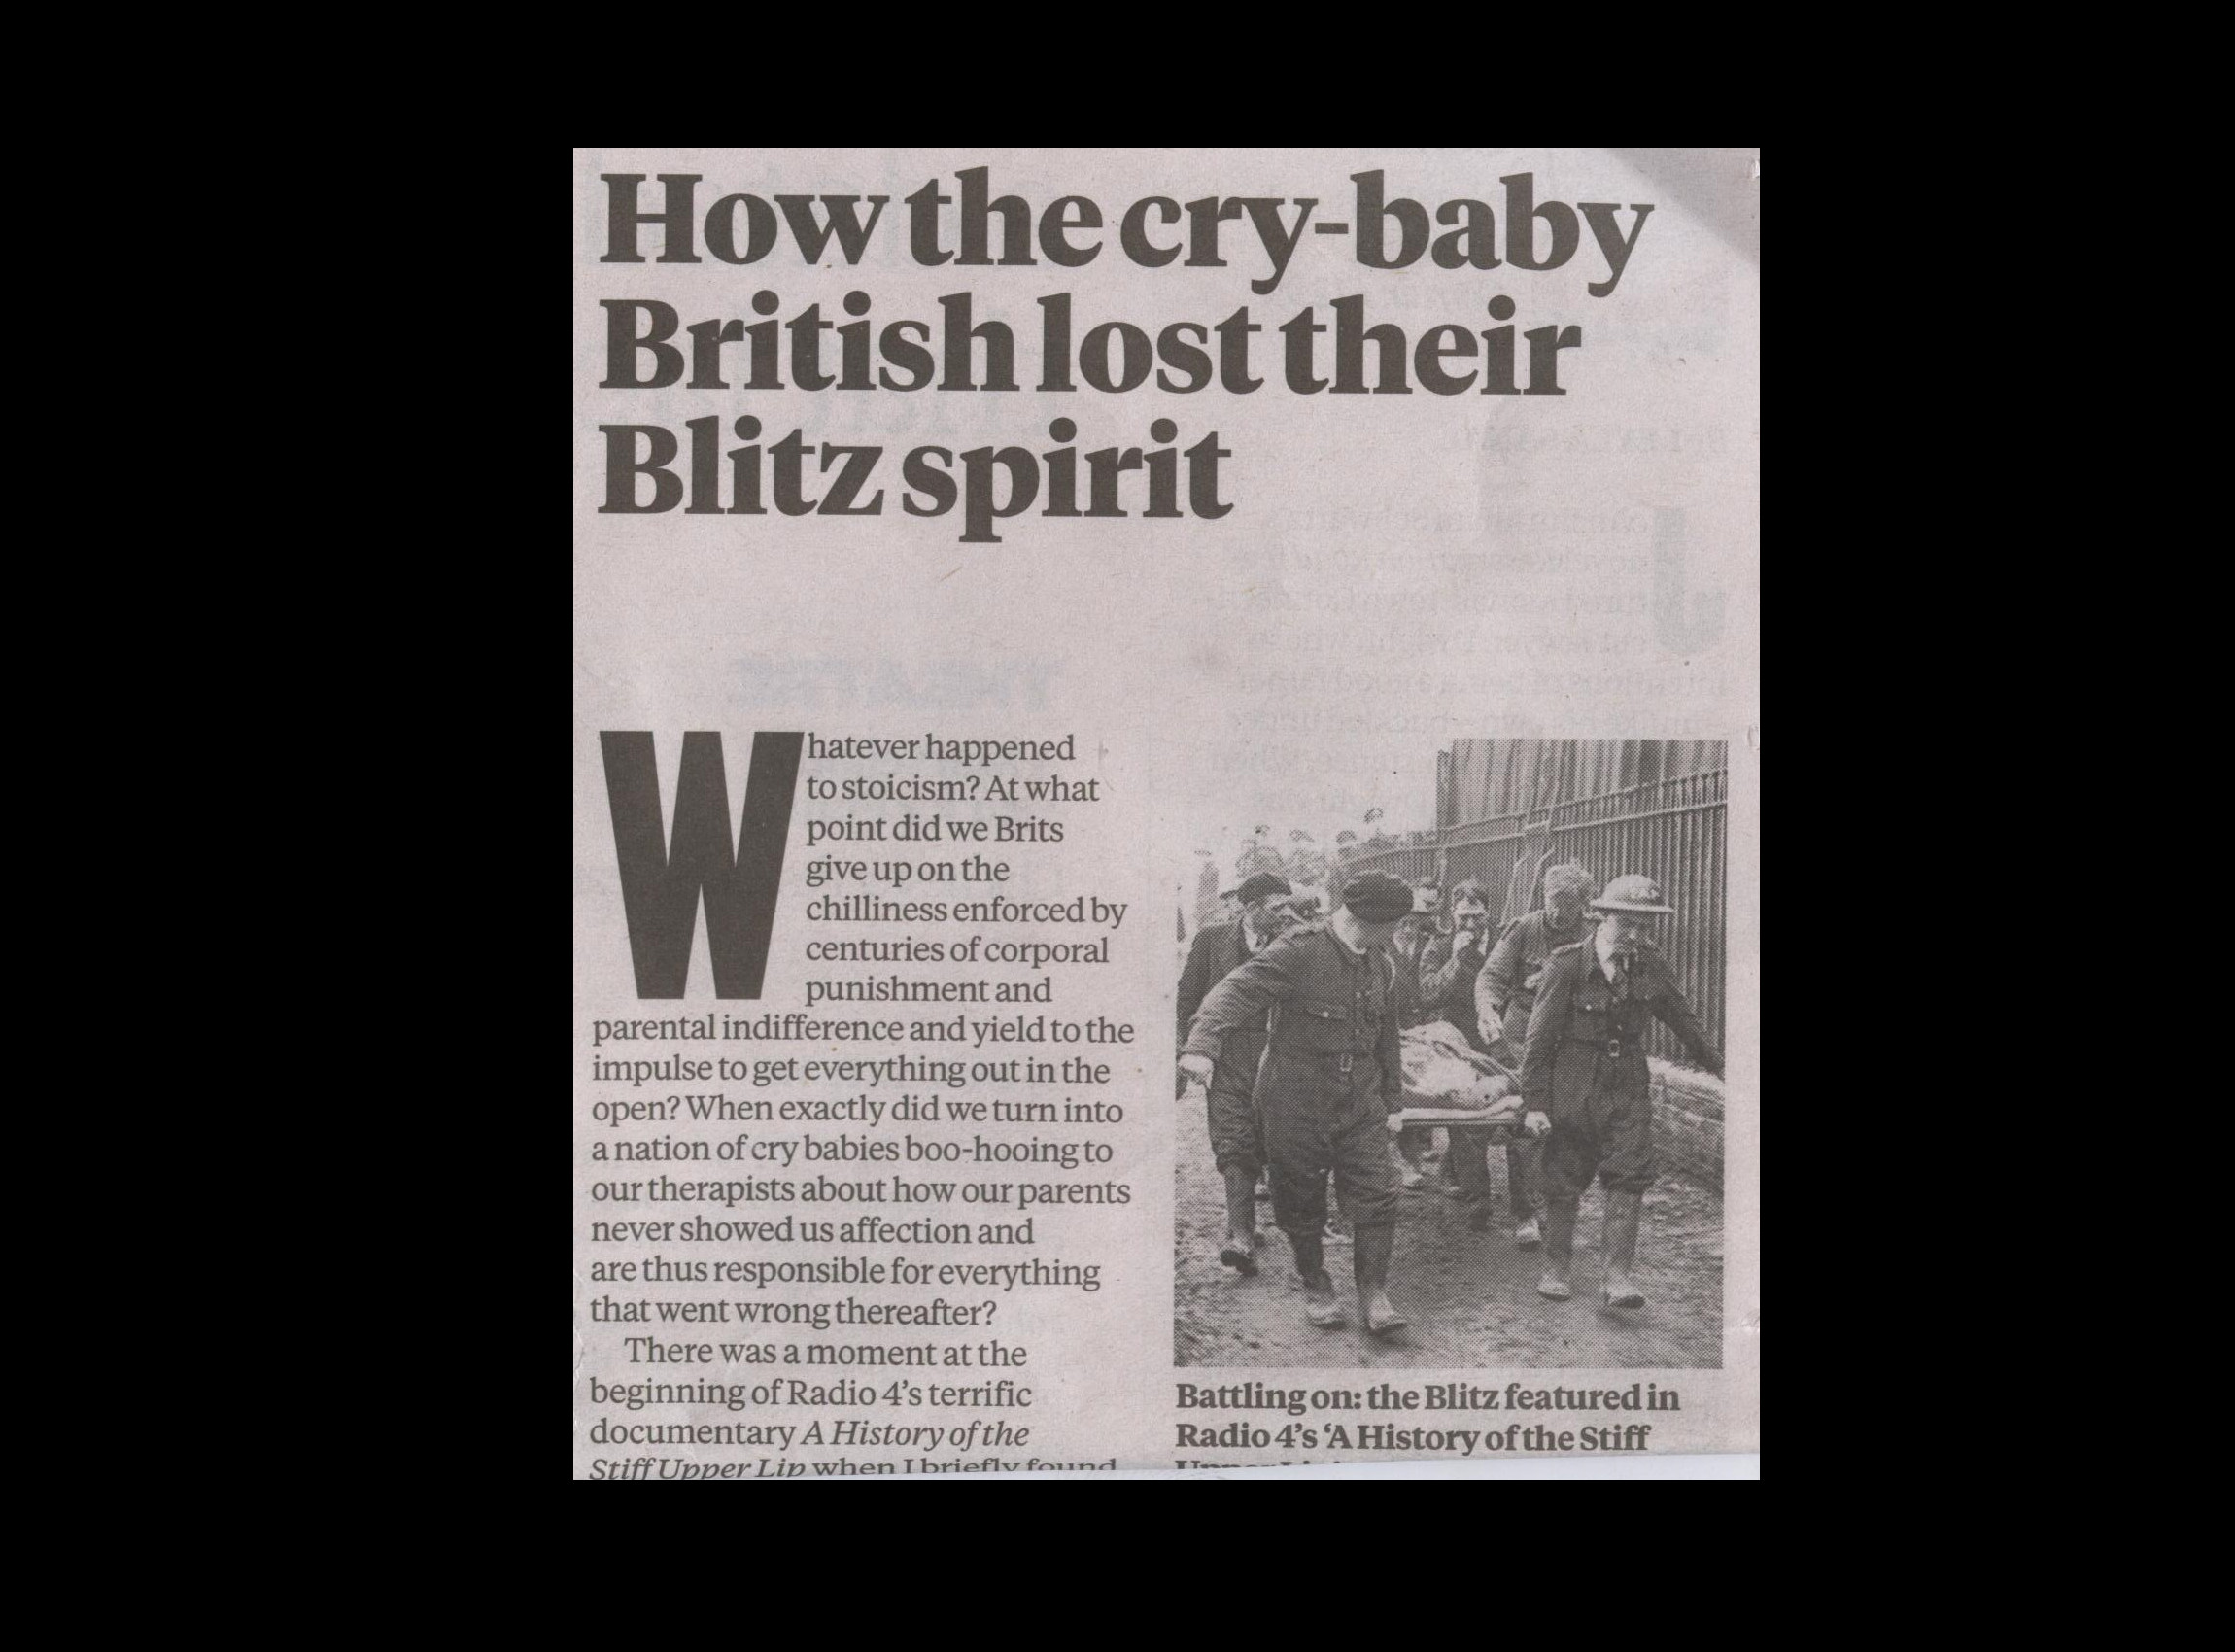 How the cry-baby
British lost their
Blitz spirit
Whatever happened
to stoicism? At what
point did we Brits
give up on the
chilliness enforced by
centuries of corporal
punishment and
parental indifference and yield to the
impulse to get everything out in the
open? When exactly did we turn into
a nation of cry babies boo-hooing to
our therapists about how our parents
never showed us affection and
are thus responsible for everything
that went wrong thereafter?
There was a moment at the
beginning of Radio 4’s terrific
documentary A History of the
Stiff Upper Lip when I briefly found
Battling on: the Blitz featured in
Radio 4’s ‘A History of the Stiff